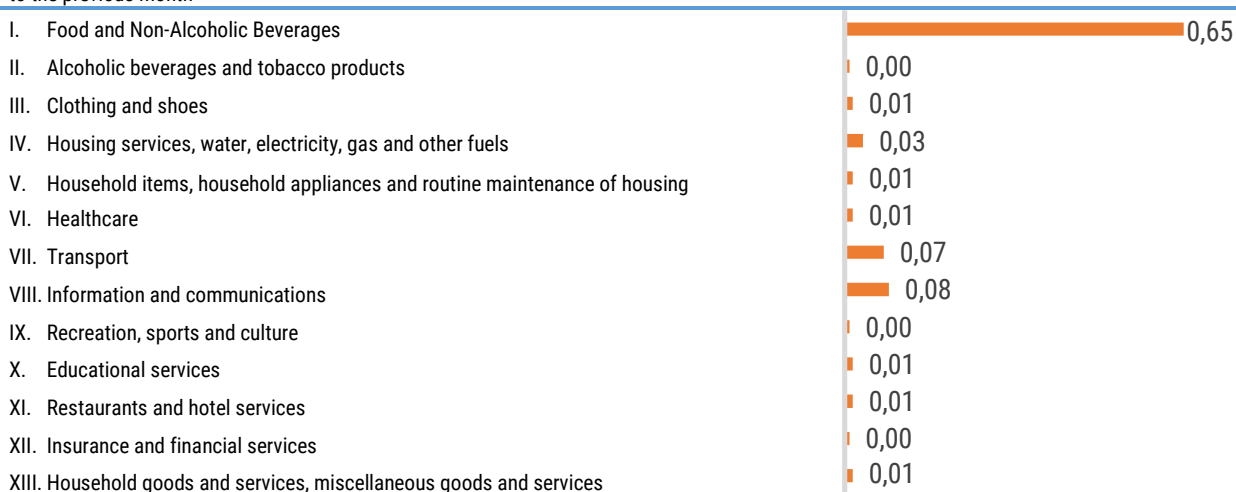 to the previous month
I. Food and Non-Alcoholic Beverages 0,65
II. Alcoholic beverages and tobacco products 0,00
III. Clothing and shoes 0,01
IV. Housing services, water, electricity, gas and other fuels 0,03
V. Household items, household appliances and routine maintenance of housing 0,01
VI. Healthcare 0,01
VII. Transport 0,07
VIII. Information and communications 0,08
IX. Recreation, sports and culture 0,00
X. Educational services 0,01
XI. Restaurants and hotel services 0,01
XII. Insurance and financial services 0,00
XIII. Household goods and services, miscellaneous goods and services 0,01